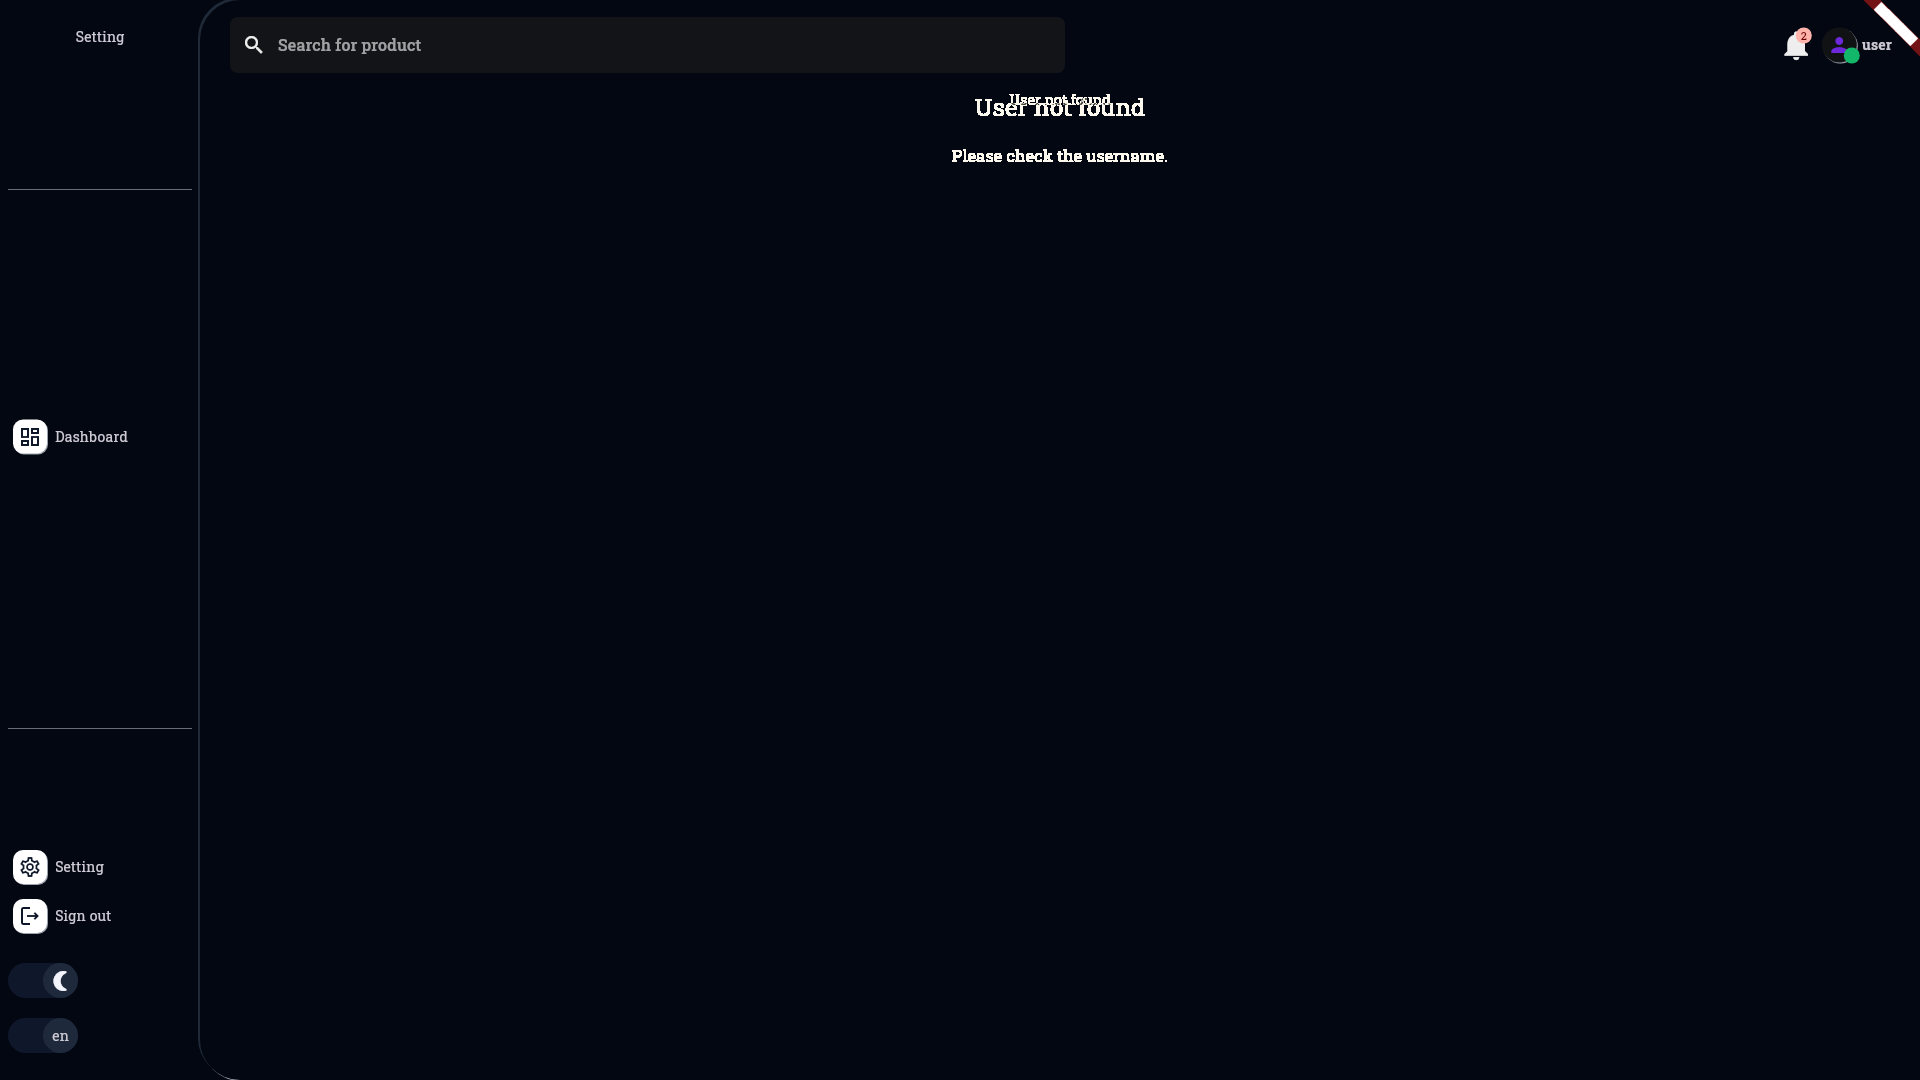 Setting
Search for product
2
user
User not found
User not found
Please check the username.
Dashboard
Setting
Sign out
en